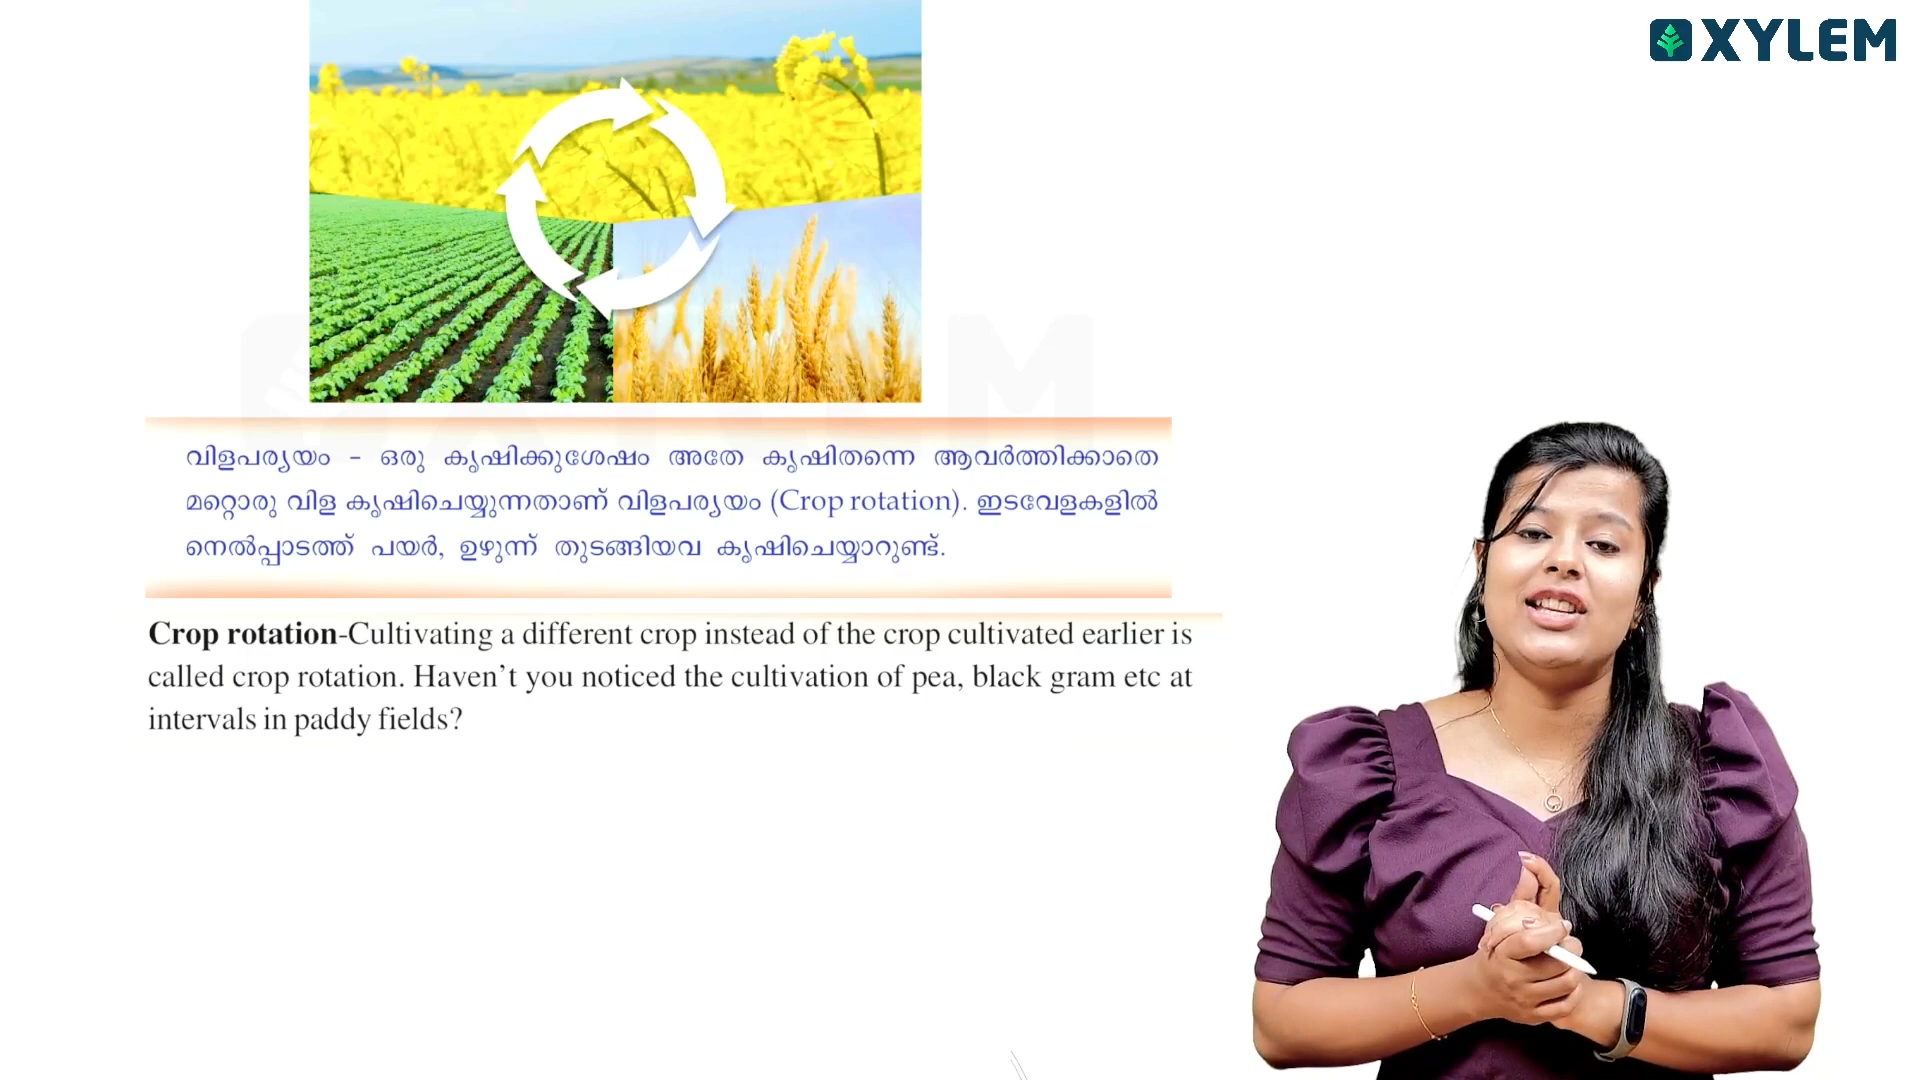 XYLEM
വിളപര്യയം – ഒരു കൃഷിക്കുശേഷം അതേ കൃഷിതന്നെ ആവർത്തിക്കാതെ
മറ്റൊരു വിള കൃഷിചെയ്യുന്നതാണ് വിളപര്യയം (Crop rotation). ഇടവേളകളിൽ
നെൽപ്പാടത്ത് പയർ, ഉഴുന്ന് തുടങ്ങിയവ കൃഷിചെയ്യാറുണ്ട്.
Crop rotation-Cultivating a different crop instead of the crop cultivated earlier is
called crop rotation. Haven’t you noticed the cultivation of pea, black gram etc at
intervals in paddy fields?